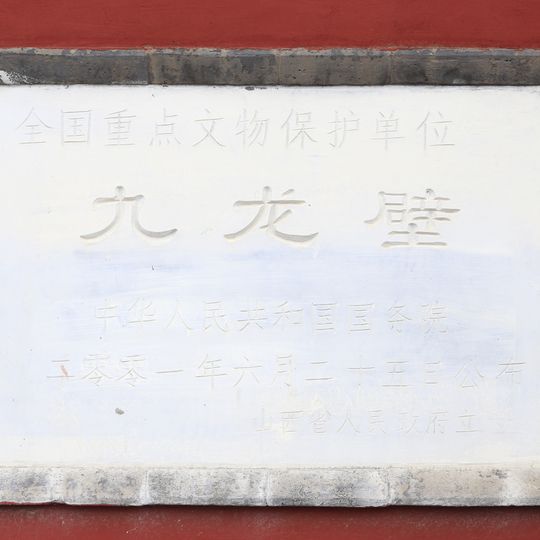 全国重点文物保护单位
九龙壁
中华人民共和国国务院
二零零一年六月二十五日公布
山西省人民政府立